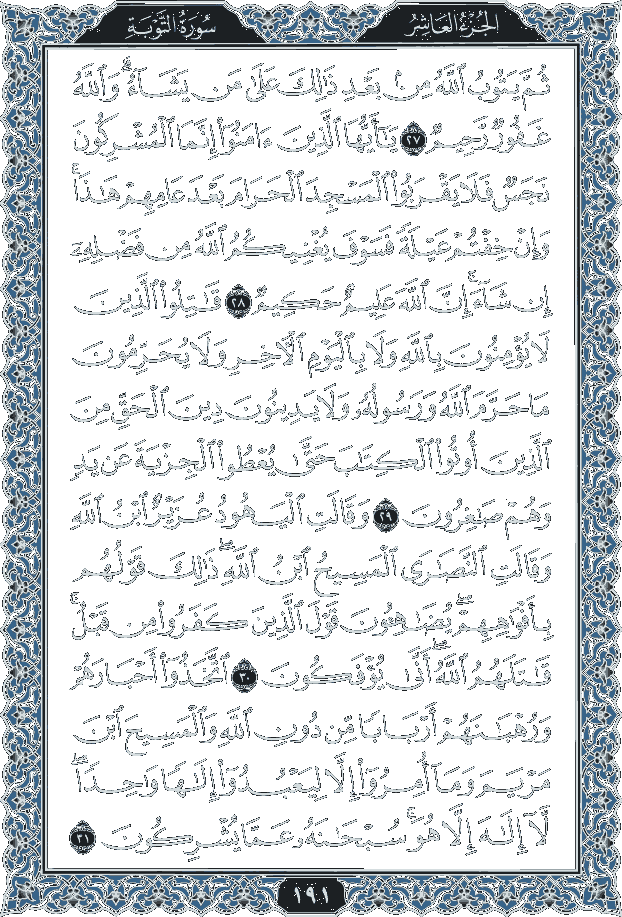 الجُزْءُ العَاشِرُ سُورَةُ التَّوْبَةِ
ثُمَّ يَتُوبُ ٱللَّهُ مِنۢ بَعْدِ ذَٰلِكَ عَلَىٰ مَن يَشَآءُ ۗ وَٱللَّهُ
غَفُورٌ رَّحِيمٌ ٢٧ يَـٰٓأَيُّهَا ٱلَّذِينَ ءَامَنُوٓا۟ إِنَّمَا ٱلْمُشْرِكُونَ
نَجَسٌ فَلَا يَقْرَبُوا۟ ٱلْمَسْجِدَ ٱلْحَرَامَ بَعْدَ عَامِهِمْ هَـٰذَا ۚ
وَإِنْ خِفْتُمْ عَيْلَةً فَسَوْفَ يُغْنِيكُمُ ٱللَّهُ مِن فَضْلِهِۦٓ
إِن شَآءَ ۚ إِنَّ ٱللَّهَ عَلِيمٌ حَكِيمٌ ٢٨ قَـٰتِلُوا۟ ٱلَّذِينَ
لَا يُؤْمِنُونَ بِٱللَّهِ وَلَا بِٱلْيَوْمِ ٱلْـَٔاخِرِ وَلَا يُحَرِّمُونَ
مَا حَرَّمَ ٱللَّهُ وَرَسُولُهُۥ وَلَا يَدِينُونَ دِينَ ٱلْحَقِّ مِنَ
ٱلَّذِينَ أُوتُوا۟ ٱلْكِتَـٰبَ حَتَّىٰ يُعْطُوا۟ ٱلْجِزْيَةَ عَن يَدٍ
وَهُمْ صَـٰغِرُونَ ٢٩ وَقَالَتِ ٱلْيَهُودُ عُزَيْرٌ ٱبْنُ ٱللَّهِ
وَقَالَتِ ٱلنَّصَـٰرَى ٱلْمَسِيحُ ٱبْنُ ٱللَّهِ ۖ ذَٰلِكَ قَوْلُهُم
بِأَفْوَٰهِهِمْ ۖ يُضَـٰهِـُٔونَ قَوْلَ ٱلَّذِينَ كَفَرُوا۟ مِن قَبْلُ ۚ
قَـٰتَلَهُمُ ٱللَّهُ ۚ أَنَّىٰ يُؤْفَكُونَ ٣٠ ٱتَّخَذُوٓا۟ أَحْبَارَهُمْ
وَرُهْبَـٰنَهُمْ أَرْبَابًا مِّن دُونِ ٱللَّهِ وَٱلْمَسِيحَ ٱبْنَ
مَرْيَمَ وَمَآ أُمِرُوٓا۟ إِلَّا لِيَعْبُدُوٓا۟ إِلَـٰهًا وَٰحِدًا ۖ
لَّآ إِلَـٰهَ إِلَّا هُوَ ۚ سُبْحَـٰنَهُۥ عَمَّا يُشْرِكُونَ ٣١
١٩١